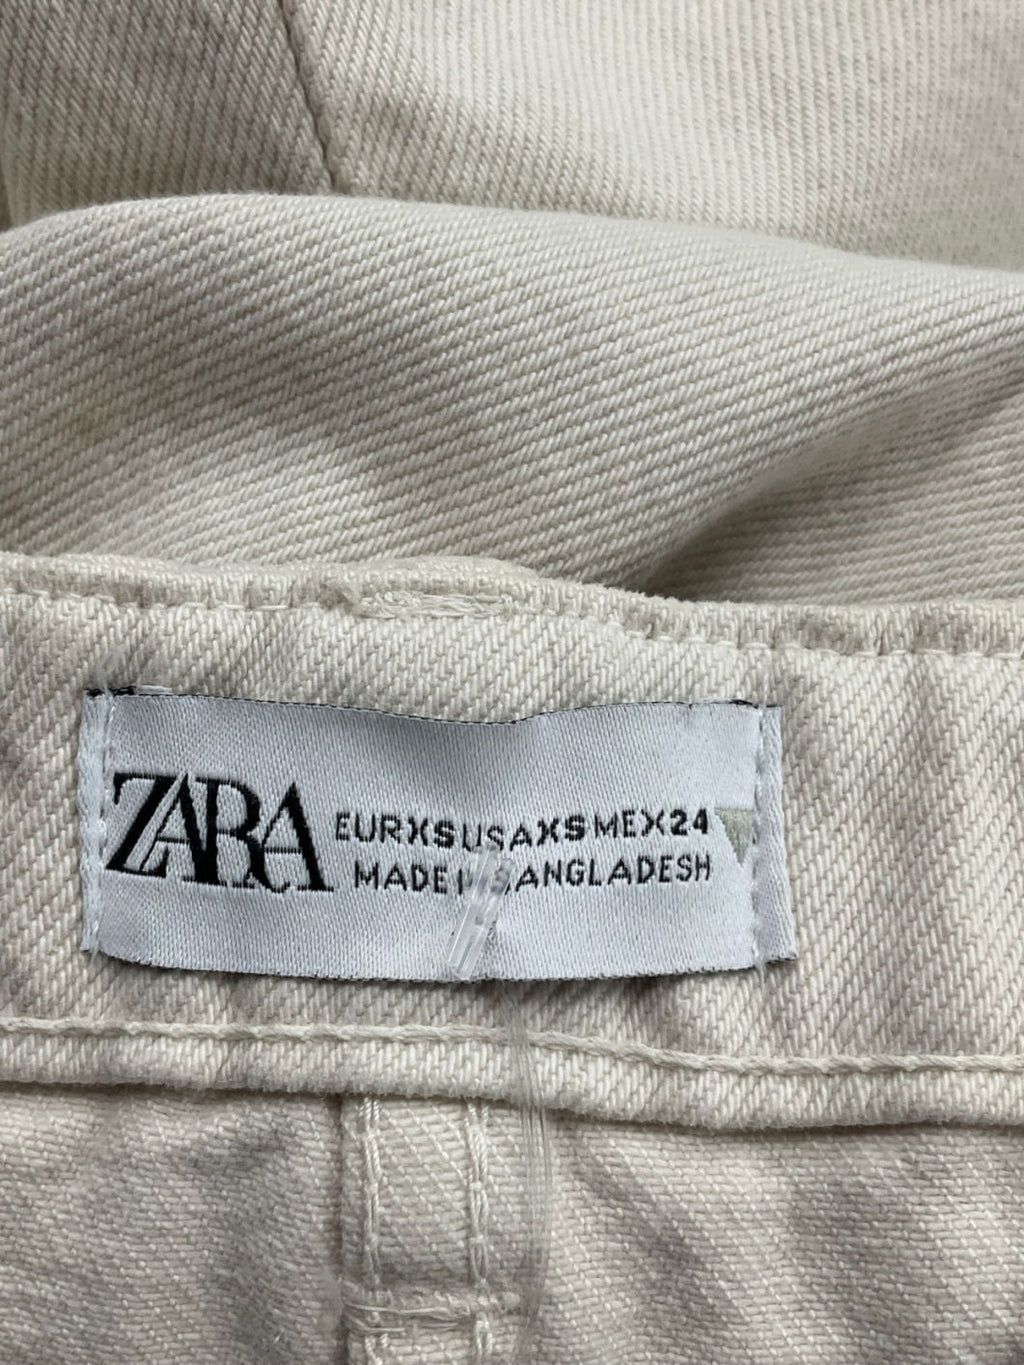 ZARA
EUR XS USA XS MEX 24
MADE IN BANGLADESH